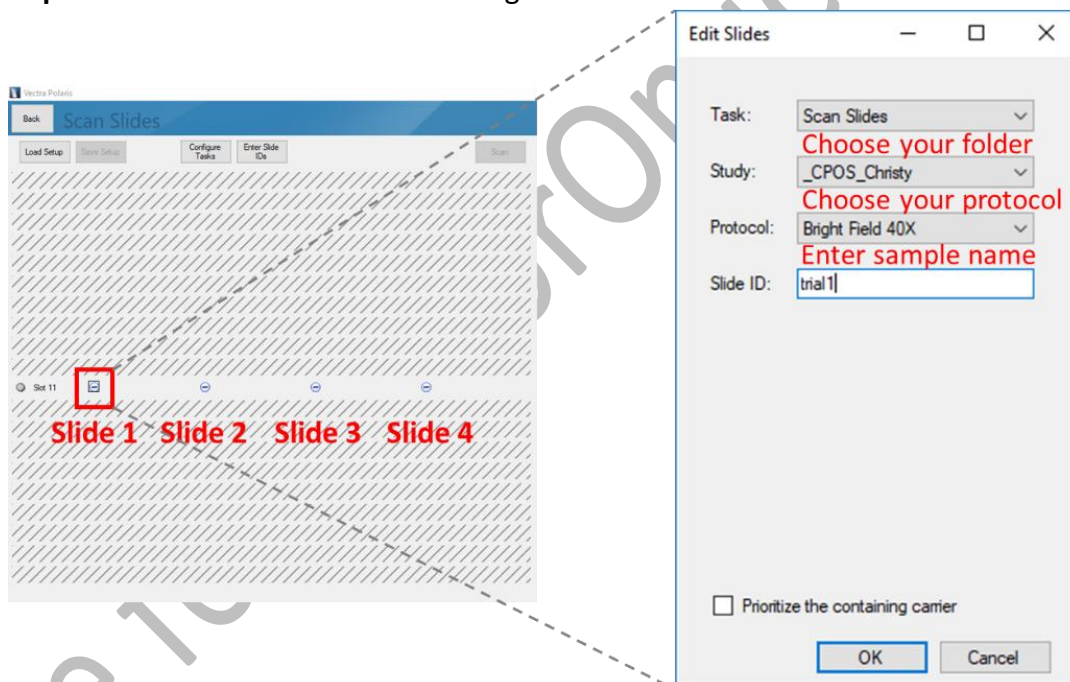 Vectra Polaris
Back Scan Slides
Load Setup Save Setup Configure Tasks Enter Slide IDs Scan
Slot 11
Slide 1 Slide 2 Slide 3 Slide 4
Edit Slides
Task: Scan Slides
Choose your folder
Study: _CPOS_Christy
Choose your protocol
Protocol: Bright Field 40X
Enter sample name
Slide ID: trial1
Prioritize the containing carrier
OK Cancel